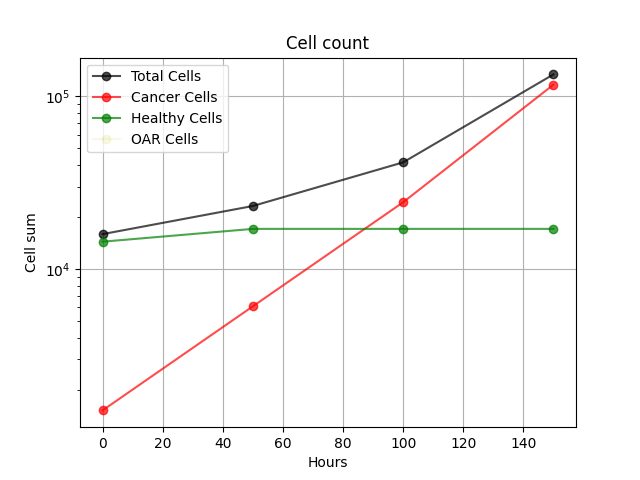 Cell count
Total Cells
Cancer Cells
Healthy Cells
OAR Cells
Cell sum
10^5
10^4
0 20 40 60 80 100 120 140
Hours